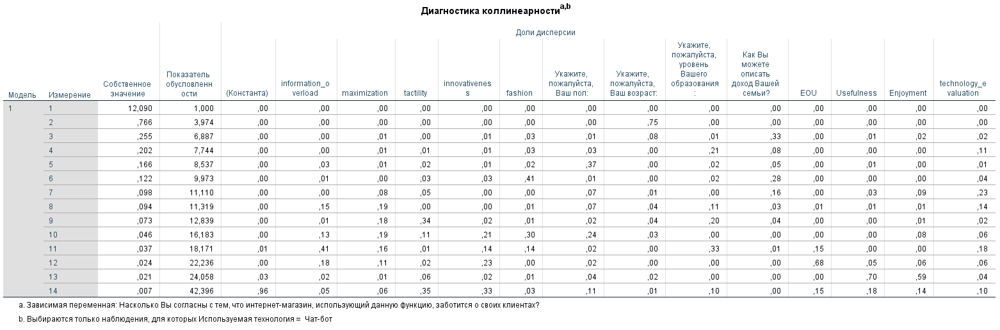 Диагностика коллинеарностиa,b
Доли дисперсии
Модель Измерение Собственное значение Показатель обусловленн ости (Константа) information_o verload maximization tactility innovativenes s fashion Укажите, пожалуйста, Ваш пол: Укажите, пожалуйста, Ваш возраст: Укажите, пожалуйста, уровень Вашего образования : Как Вы можете описать доход Вашей семьи? EOU Usefulness Enjoyment technology_e valuation
1 1 12,090 1,000 ,00 ,00 ,00 ,00 ,00 ,00 ,00 ,00 ,00 ,00 ,00 ,00 ,00 ,00
2 ,766 3,974 ,00 ,00 ,00 ,00 ,00 ,00 ,00 ,75 ,00 ,00 ,00 ,00 ,00 ,00
3 ,255 6,887 ,00 ,00 ,01 ,00 ,01 ,03 ,01 ,08 ,01 ,33 ,00 ,01 ,02 ,02
4 ,202 7,744 ,00 ,00 ,01 ,01 ,01 ,03 ,03 ,00 ,21 ,08 ,00 ,00 ,00 ,11
5 ,166 8,537 ,00 ,03 ,01 ,02 ,01 ,02 ,37 ,00 ,02 ,05 ,00 ,01 ,00 ,01
6 ,122 9,973 ,00 ,01 ,00 ,03 ,03 ,41 ,01 ,00 ,02 ,28 ,00 ,00 ,00 ,04
7 ,098 11,110 ,00 ,00 ,08 ,05 ,00 ,00 ,07 ,01 ,00 ,16 ,00 ,03 ,09 ,23
8 ,094 11,319 ,00 ,15 ,19 ,00 ,00 ,01 ,07 ,04 ,11 ,03 ,01 ,01 ,01 ,14
9 ,073 12,839 ,00 ,01 ,18 ,34 ,02 ,01 ,02 ,04 ,20 ,04 ,00 ,00 ,01 ,02
10 ,046 16,183 ,00 ,13 ,19 ,11 ,21 ,30 ,24 ,03 ,00 ,00 ,00 ,00 ,08 ,06
11 ,037 18,171 ,01 ,41 ,16 ,01 ,14 ,14 ,02 ,00 ,33 ,01 ,15 ,00 ,00 ,18
12 ,024 22,236 ,00 ,18 ,11 ,02 ,23 ,00 ,02 ,00 ,00 ,00 ,68 ,05 ,06 ,06
13 ,021 24,058 ,03 ,02 ,01 ,06 ,02 ,01 ,04 ,02 ,00 ,00 ,00 ,70 ,59 ,04
14 ,007 42,396 ,96 ,05 ,06 ,35 ,33 ,03 ,11 ,01 ,10 ,00 ,15 ,18 ,14 ,10
a. Зависимая переменная: Насколько Вы согласны с тем, что интернет-магазин, использующий данную функцию, заботится о своих клиентах?
b. Выбираются только наблюдения, для которых Используемая технология = Чат-бот